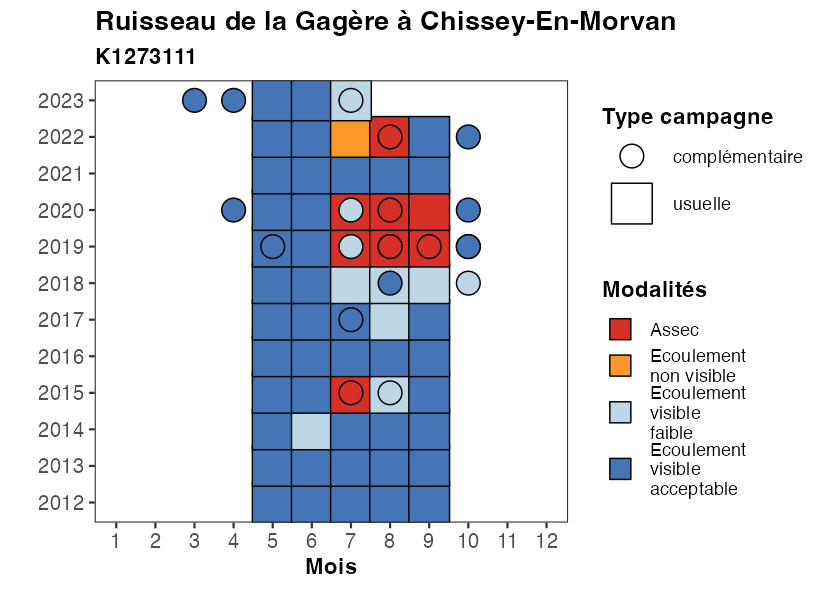 Ruisseau de la Gagère à Chissey-En-Morvan
K1273111
2023
2022
2021
2020
2019
2018
2017
2016
2015
2014
2013
2012
1 2 3 4 5 6 7 8 9 10 11 12
Mois
Type campagne
complémentaire
usuelle
Modalités
Assec
Ecoulement
non visible
Ecoulement
visible
faible
Ecoulement
visible
acceptable